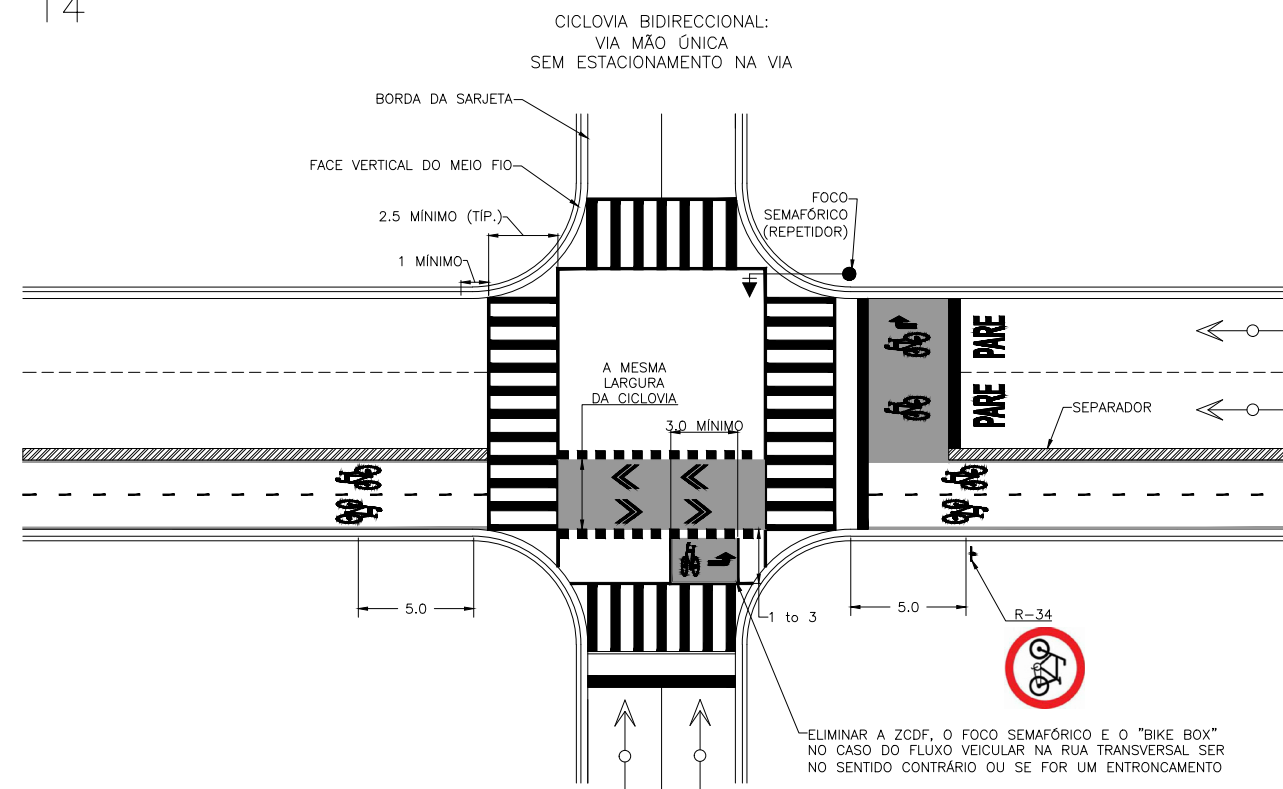 14
CICLOVIA BIDIRECCIONAL:
VIA MÃO ÚNICA
SEM ESTACIONAMENTO NA VIA
BORDA DA SARJETA
FACE VERTICAL DO MEIO FIO
2.5 MÍNIMO (TÍP.)
1 MÍNIMO
FOCO
SEMAFÓRICO
(REPETIDOR)
A MESMA
LARGURA
DA CICLOVIA
3.0 MÍNIMO
PARE
PARE
SEPARADOR
5.0
1 to 3
5.0
R-34
ELIMINAR A ZCDF, O FOCO SEMAFÓRICO E O "BIKE BOX"
NO CASO DO FLUXO VEICULAR NA RUA TRANSVERSAL SER
NO SENTIDO CONTRÁRIO OU SE FOR UM ENTRONCAMENTO